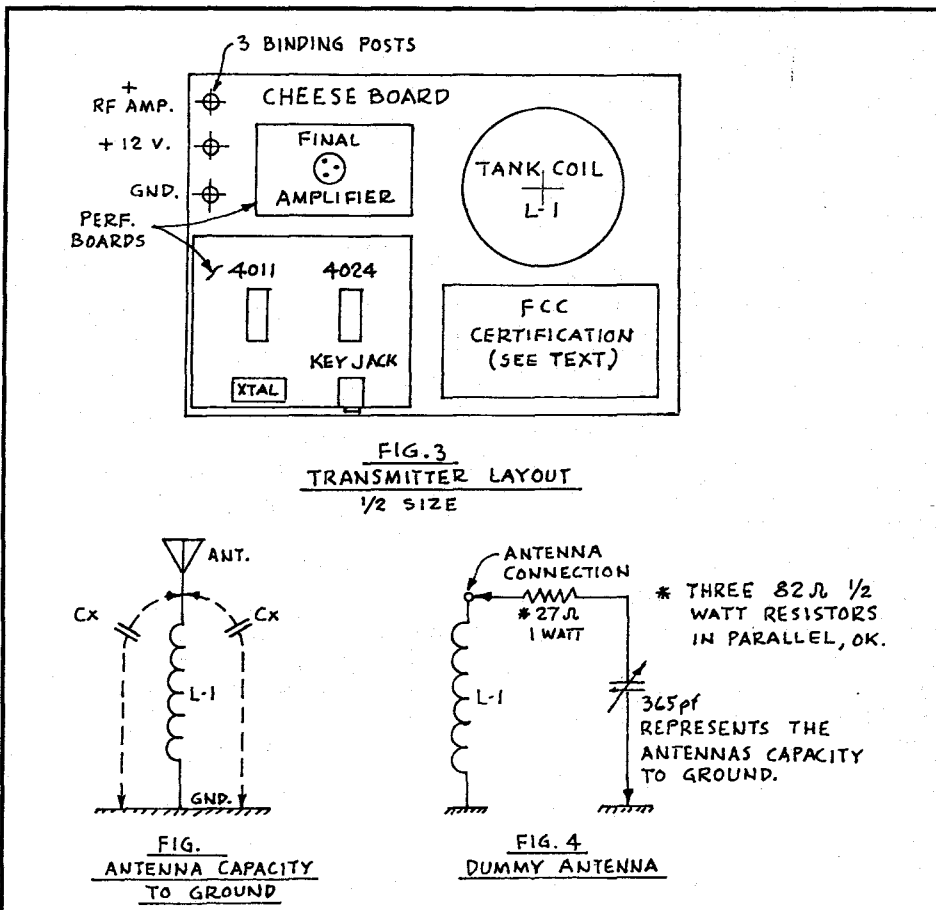 3 BINDING POSTS
+
RF AMP.
+ 12 V.
GND.
PERF.
BOARDS
CHEESE BOARD
FINAL
AMPLIFIER
TANK COIL
L-1
4011
4024
KEY JACK
XTAL
FCC
CERTIFICATION
(SEE TEXT)
FIG.3
TRANSMITTER LAYOUT
1/2 SIZE
ANT.
Cx
Cx
L-1
GND.
FIG.
ANTENNA CAPACITY
TO GROUND
ANTENNA
CONNECTION
* 27Ω
1 WATT
L-1
* THREE 82Ω 1/2
WATT RESISTORS
IN PARALLEL, OK.
365pf
REPRESENTS THE
ANTENNAS CAPACITY
TO GROUND.
FIG. 4
DUMMY ANTENNA